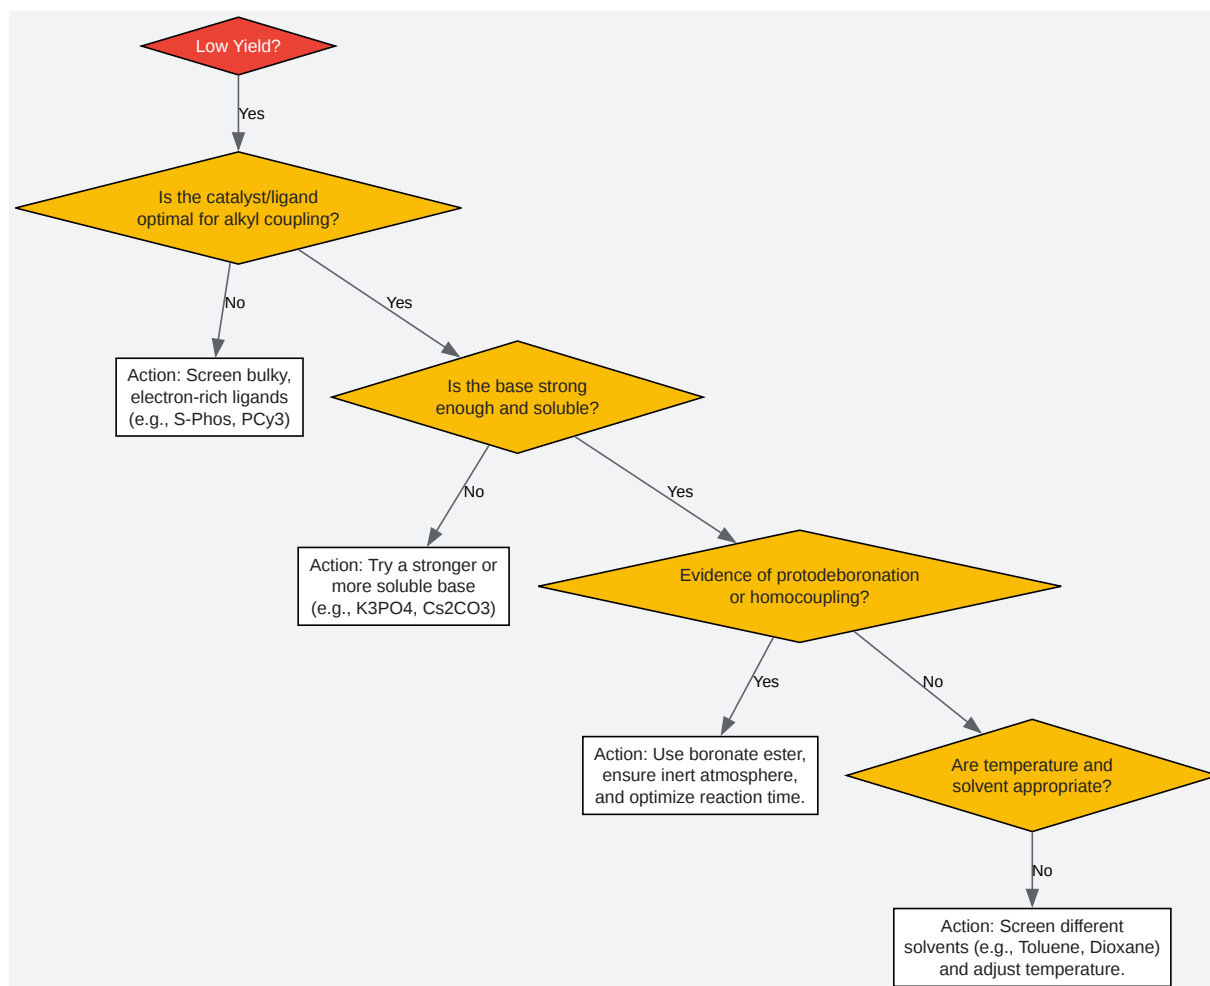 Low Yield?
Yes
Is the catalyst/ligand
optimal for alkyl coupling?
No
Yes
Action: Screen bulky,
electron-rich ligands
(e.g., S-Phos, PCy3)
Is the base strong
enough and soluble?
No
Yes
Action: Try a stronger or
more soluble base
(e.g., K3PO4, Cs2CO3)
Evidence of protodeboronation
or homocoupling?
Yes
No
Action: Use boronate ester,
ensure inert atmosphere,
and optimize reaction time.
Are temperature and
solvent appropriate?
No
Action: Screen different
solvents (e.g., Toluene, Dioxane)
and adjust temperature.